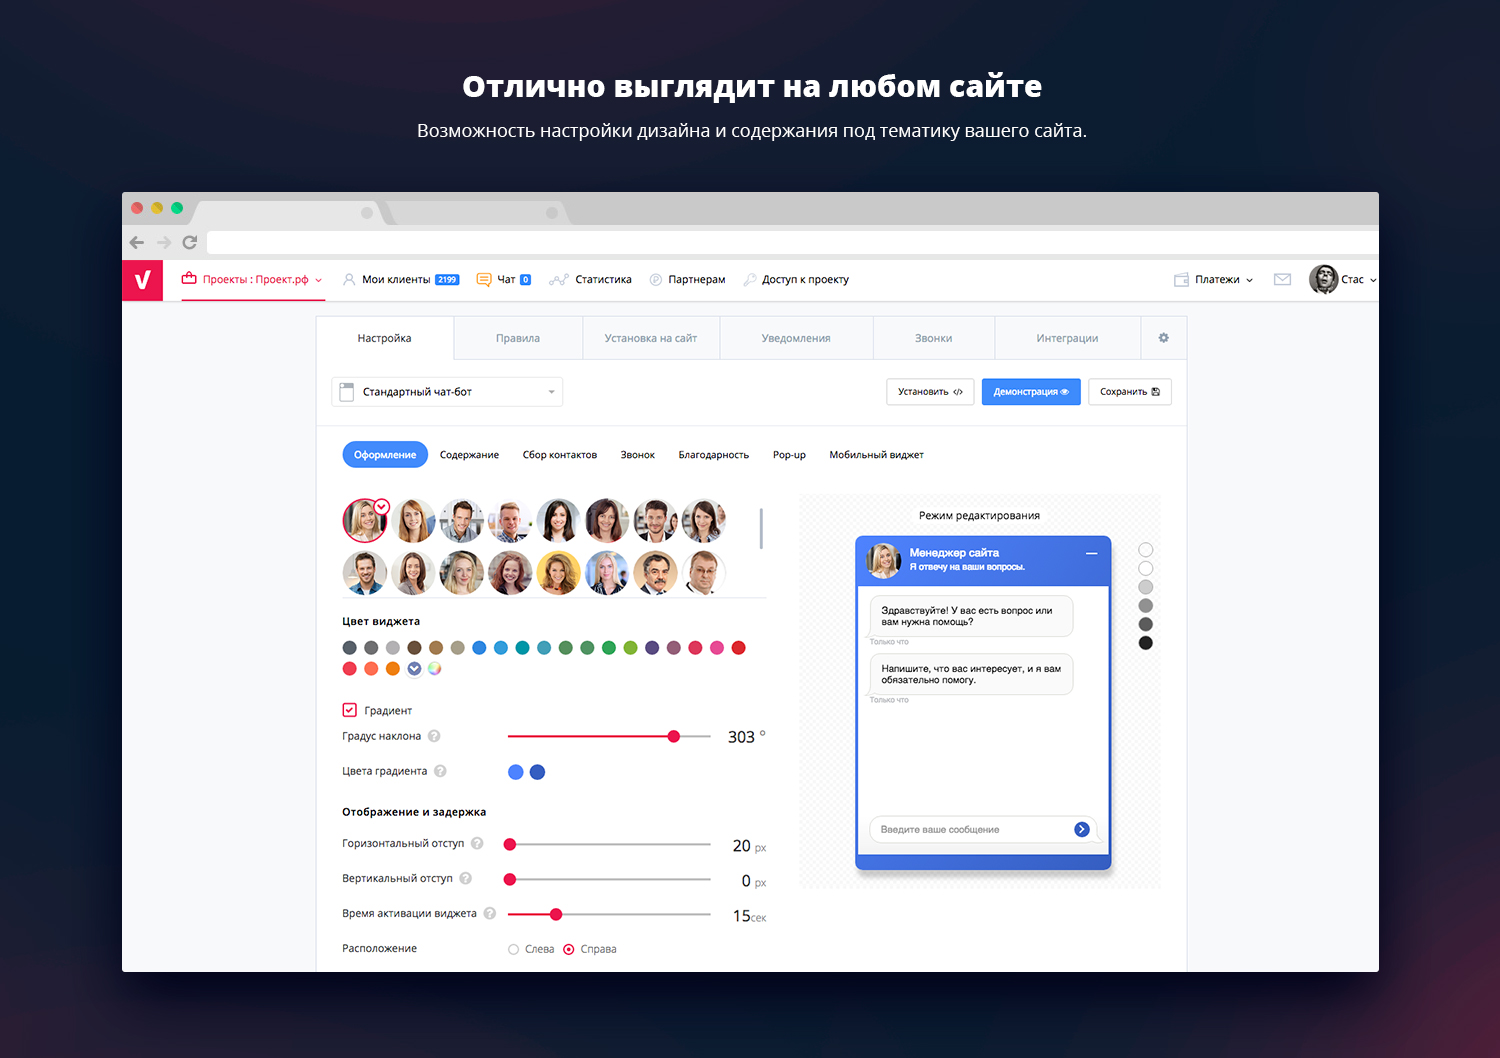 Отлично выглядит на любом сайте
Возможность настройки дизайна и содержания под тематику вашего сайта.
Проекты : Проект.рф
Мои клиенты 2199
Чат 0
Статистика
Партнерам
Доступ к проекту
Платежи
Стас
Настройка
Правила
Установка на сайт
Уведомления
Звонки
Интеграции
Стандартный чат-бот
Установить </>
Демонстрация
Сохранить
Оформление
Содержание
Сбор контактов
Звонок
Благодарность
Pop-up
Мобильный виджет
Цвет виджета
Градиент
Градус наклона ? 303 °
Цвета градиента ?
Отображение и задержка
Горизонтальный отступ ? 20 px
Вертикальный отступ ? 0 px
Время активации виджета ? 15сек
Расположение Слева Справа
Режим редактирования
Менеджер сайта
Я отвечу на ваши вопросы.
Здравствуйте! У вас есть вопрос или
вам нужна помощь?
Только что
Напишите, что вас интересует, и я вам
обязательно помогу.
Только что
Введите ваше сообщение